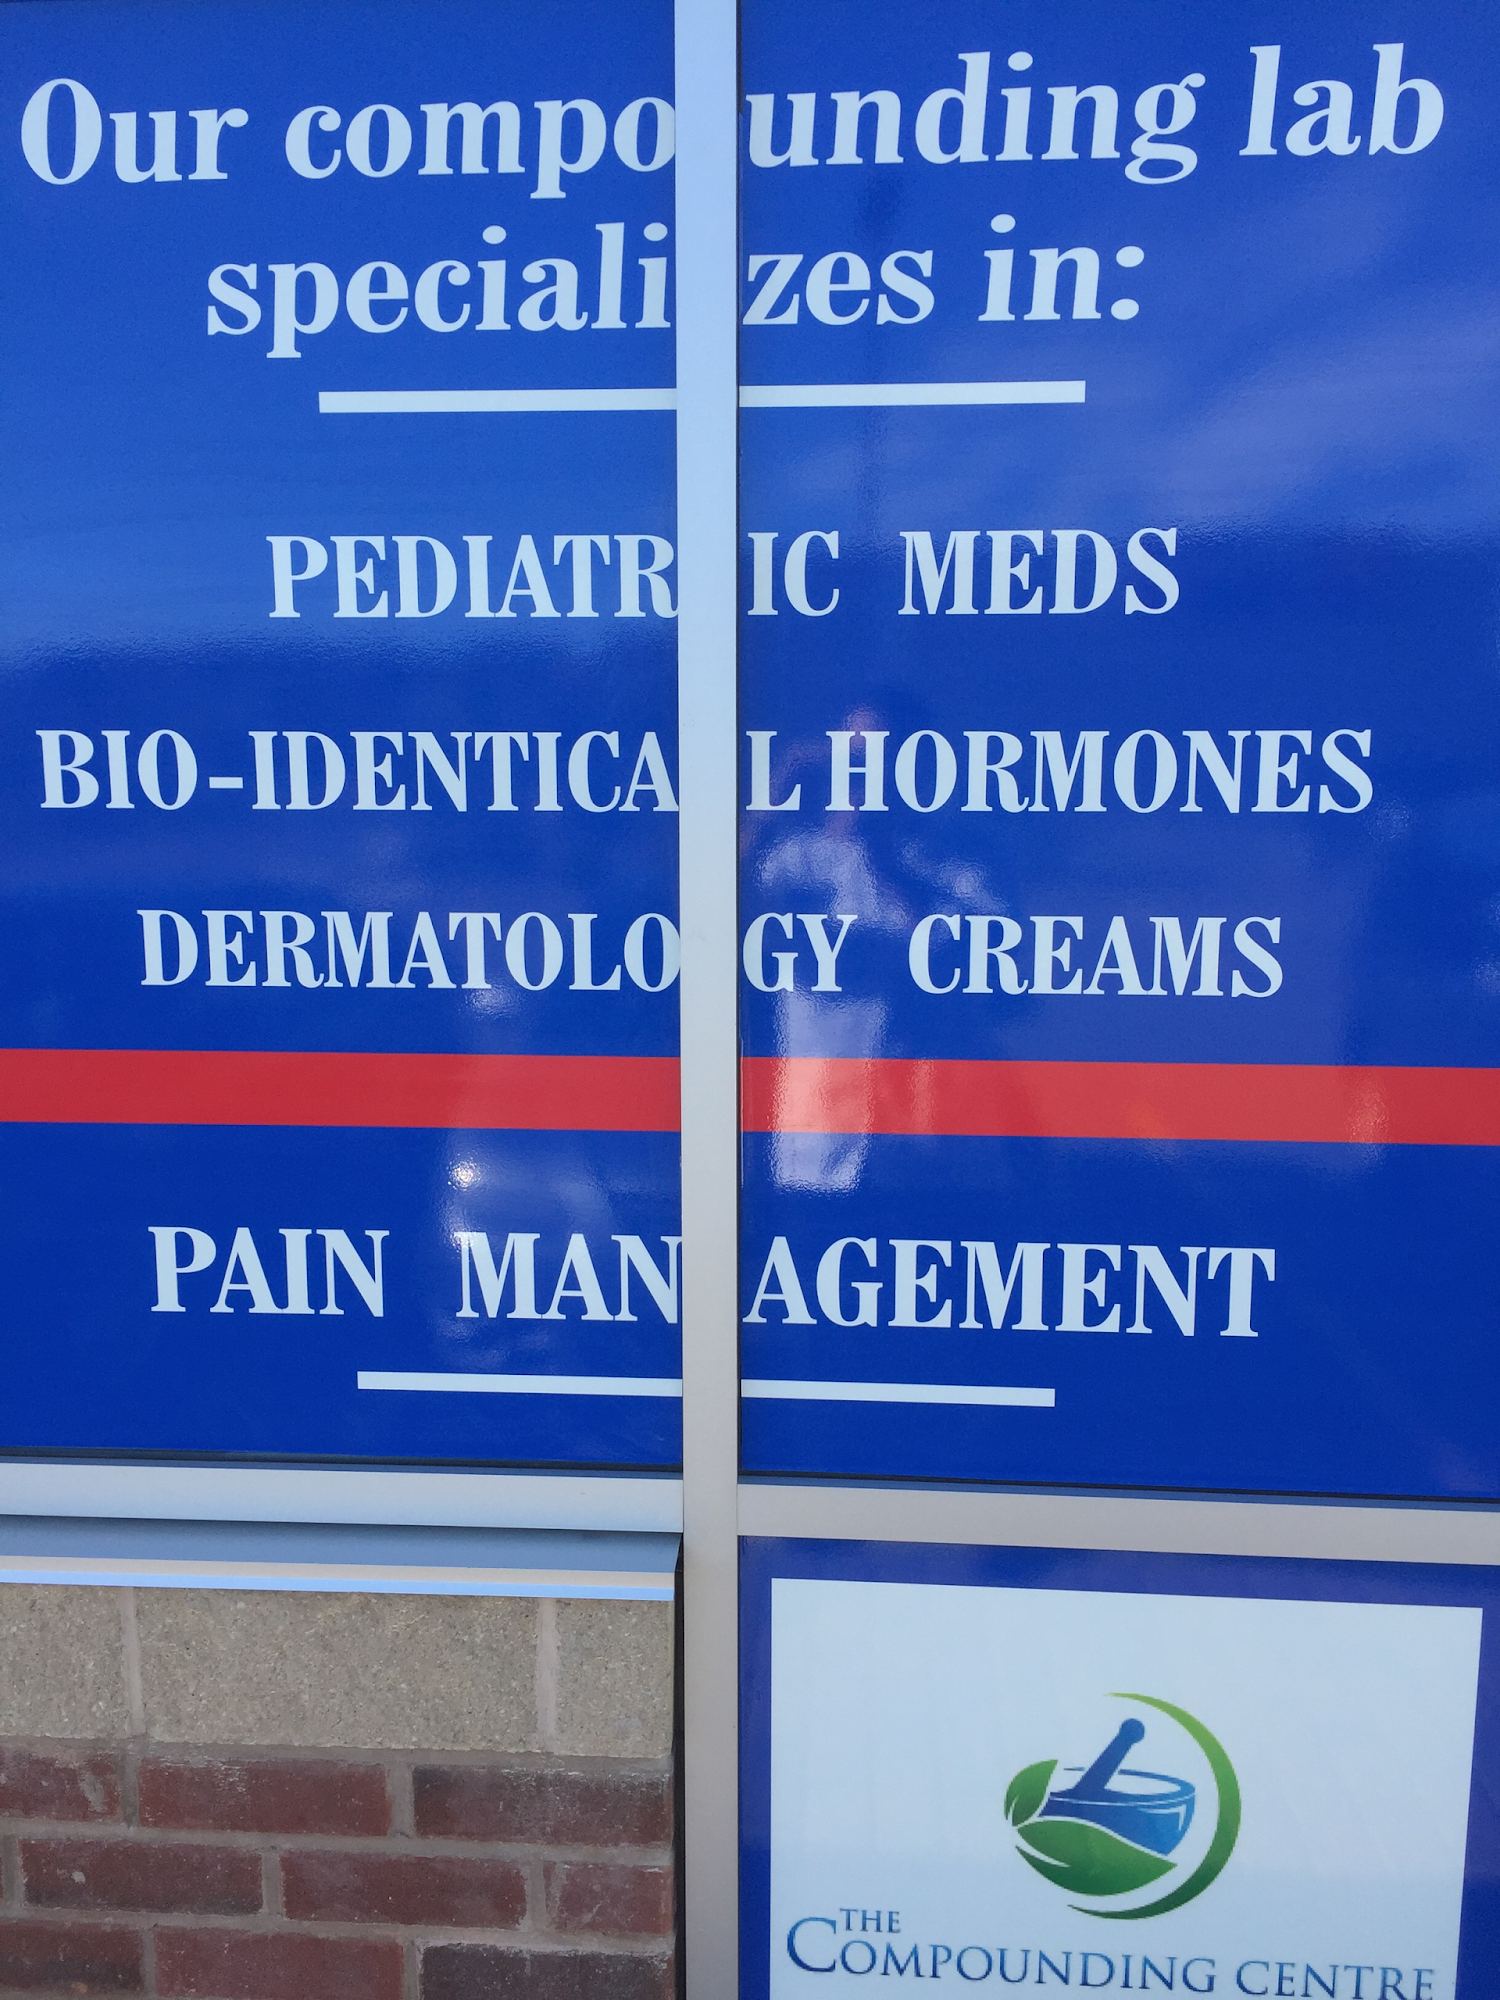 Our compounding lab
specializes in:
PEDIATRIC MEDS
BIO-IDENTICAL HORMONES
DERMATOLOGY CREAMS
PAIN MANAGEMENT
THE
COMPOUNDING CENTRE